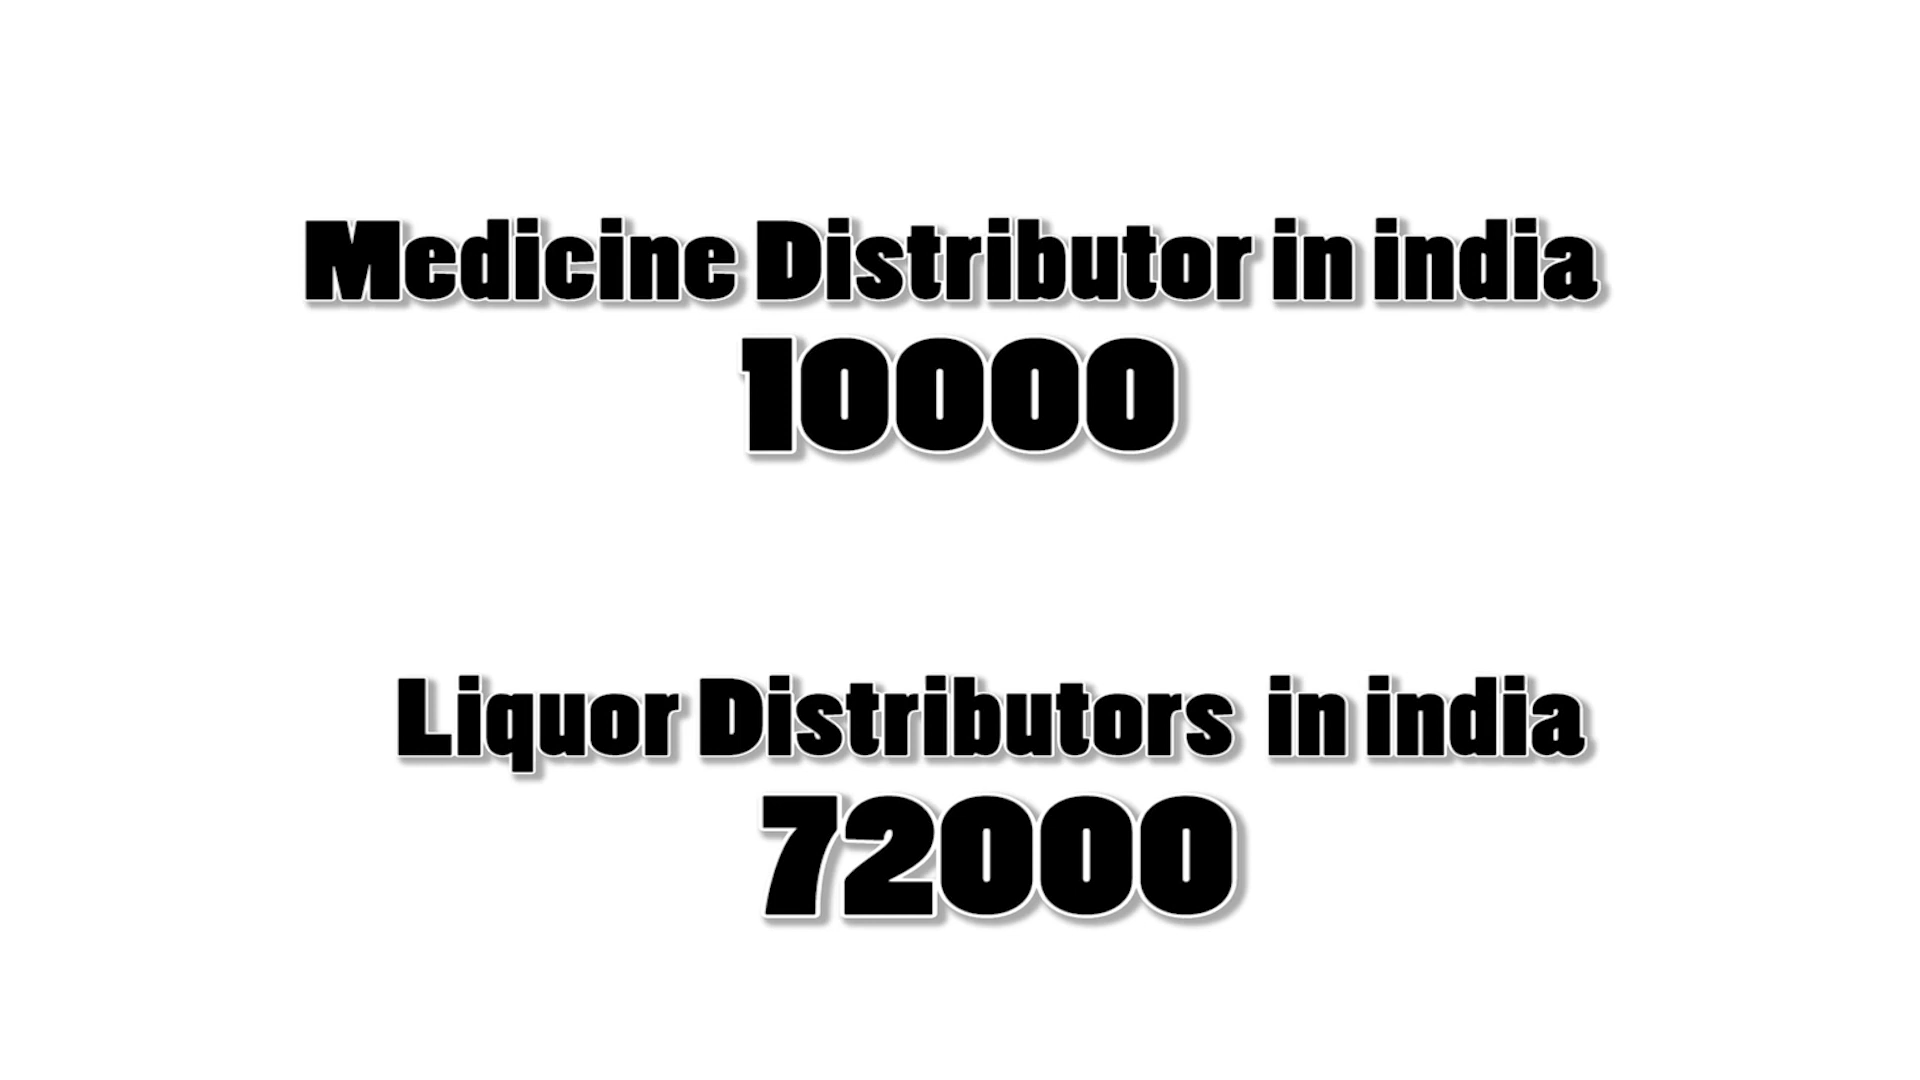 Medicine Distributor in india
10000
Liquor Distributors in india
72000